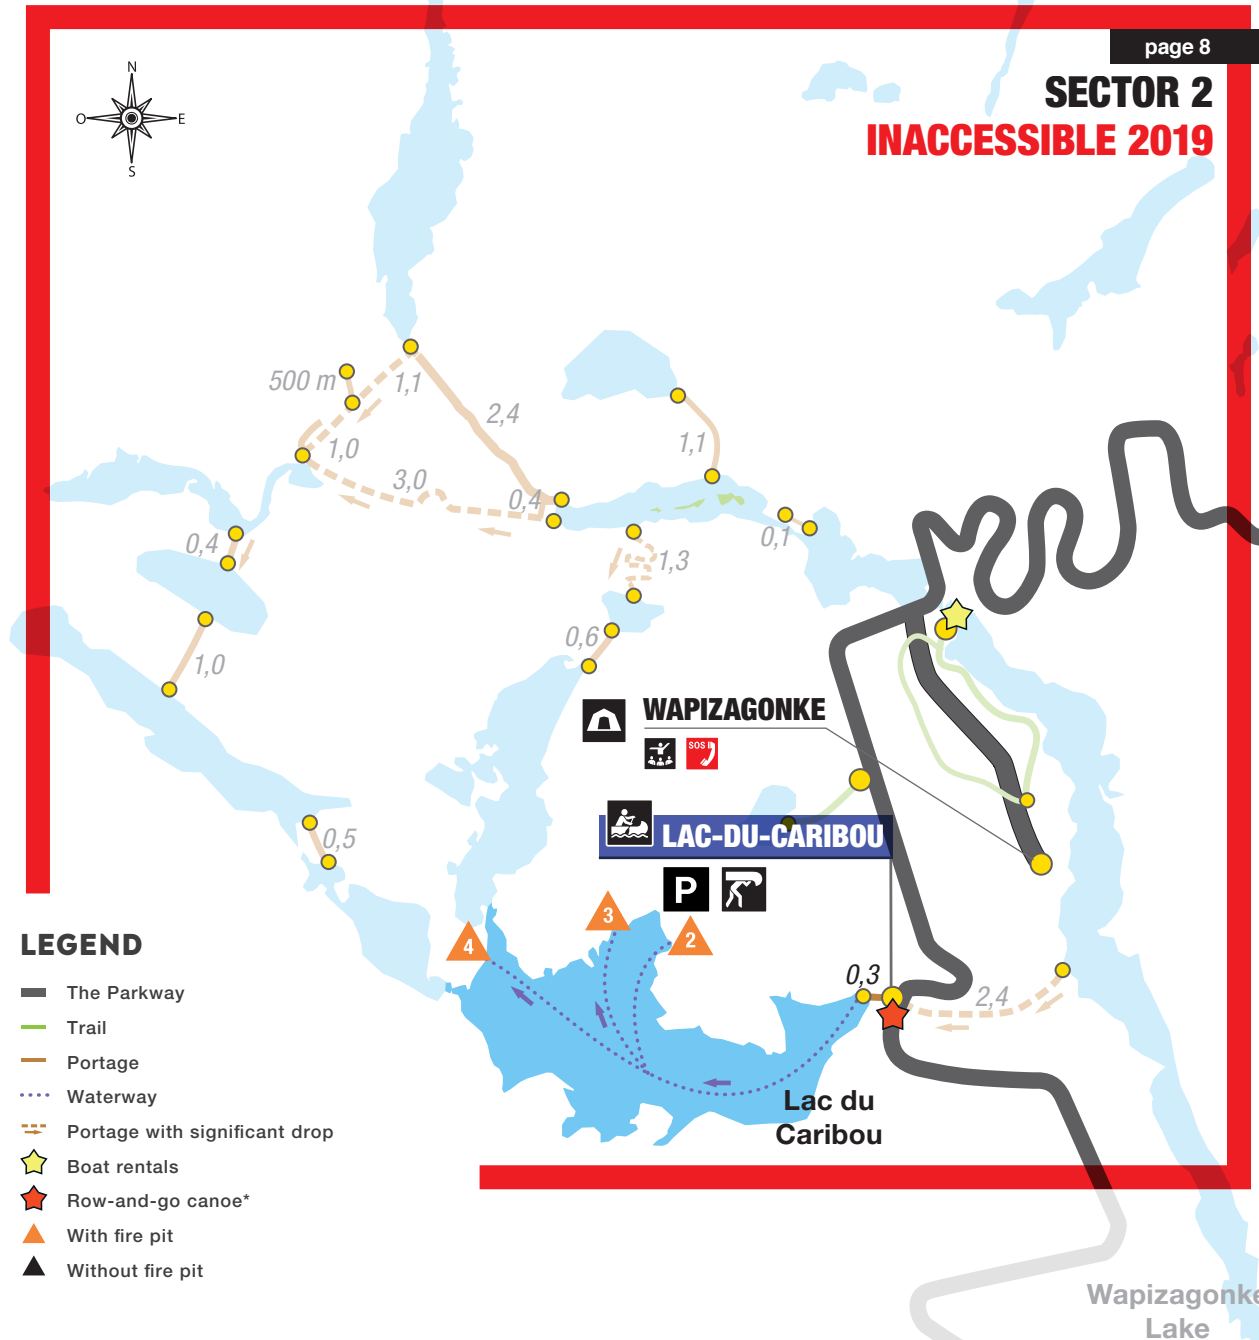 page 8
SECTOR 2
INACCESSIBLE 2019
N
O
E
S
500 m
1,1
2,4
1,0
3,0
0,4
1,1
0,1
0,4
1,3
0,6
1,0
WAPIZAGONKE
SOS
LAC-DU-CARIBOU
0,5
P
3
2
4
0,3
2,4
Lac du
Caribou
LEGEND
The Parkway
Trail
Portage
Waterway
Portage with significant drop
Boat rentals
Row-and-go canoe*
With fire pit
Without fire pit
Wapizagonke
Lake